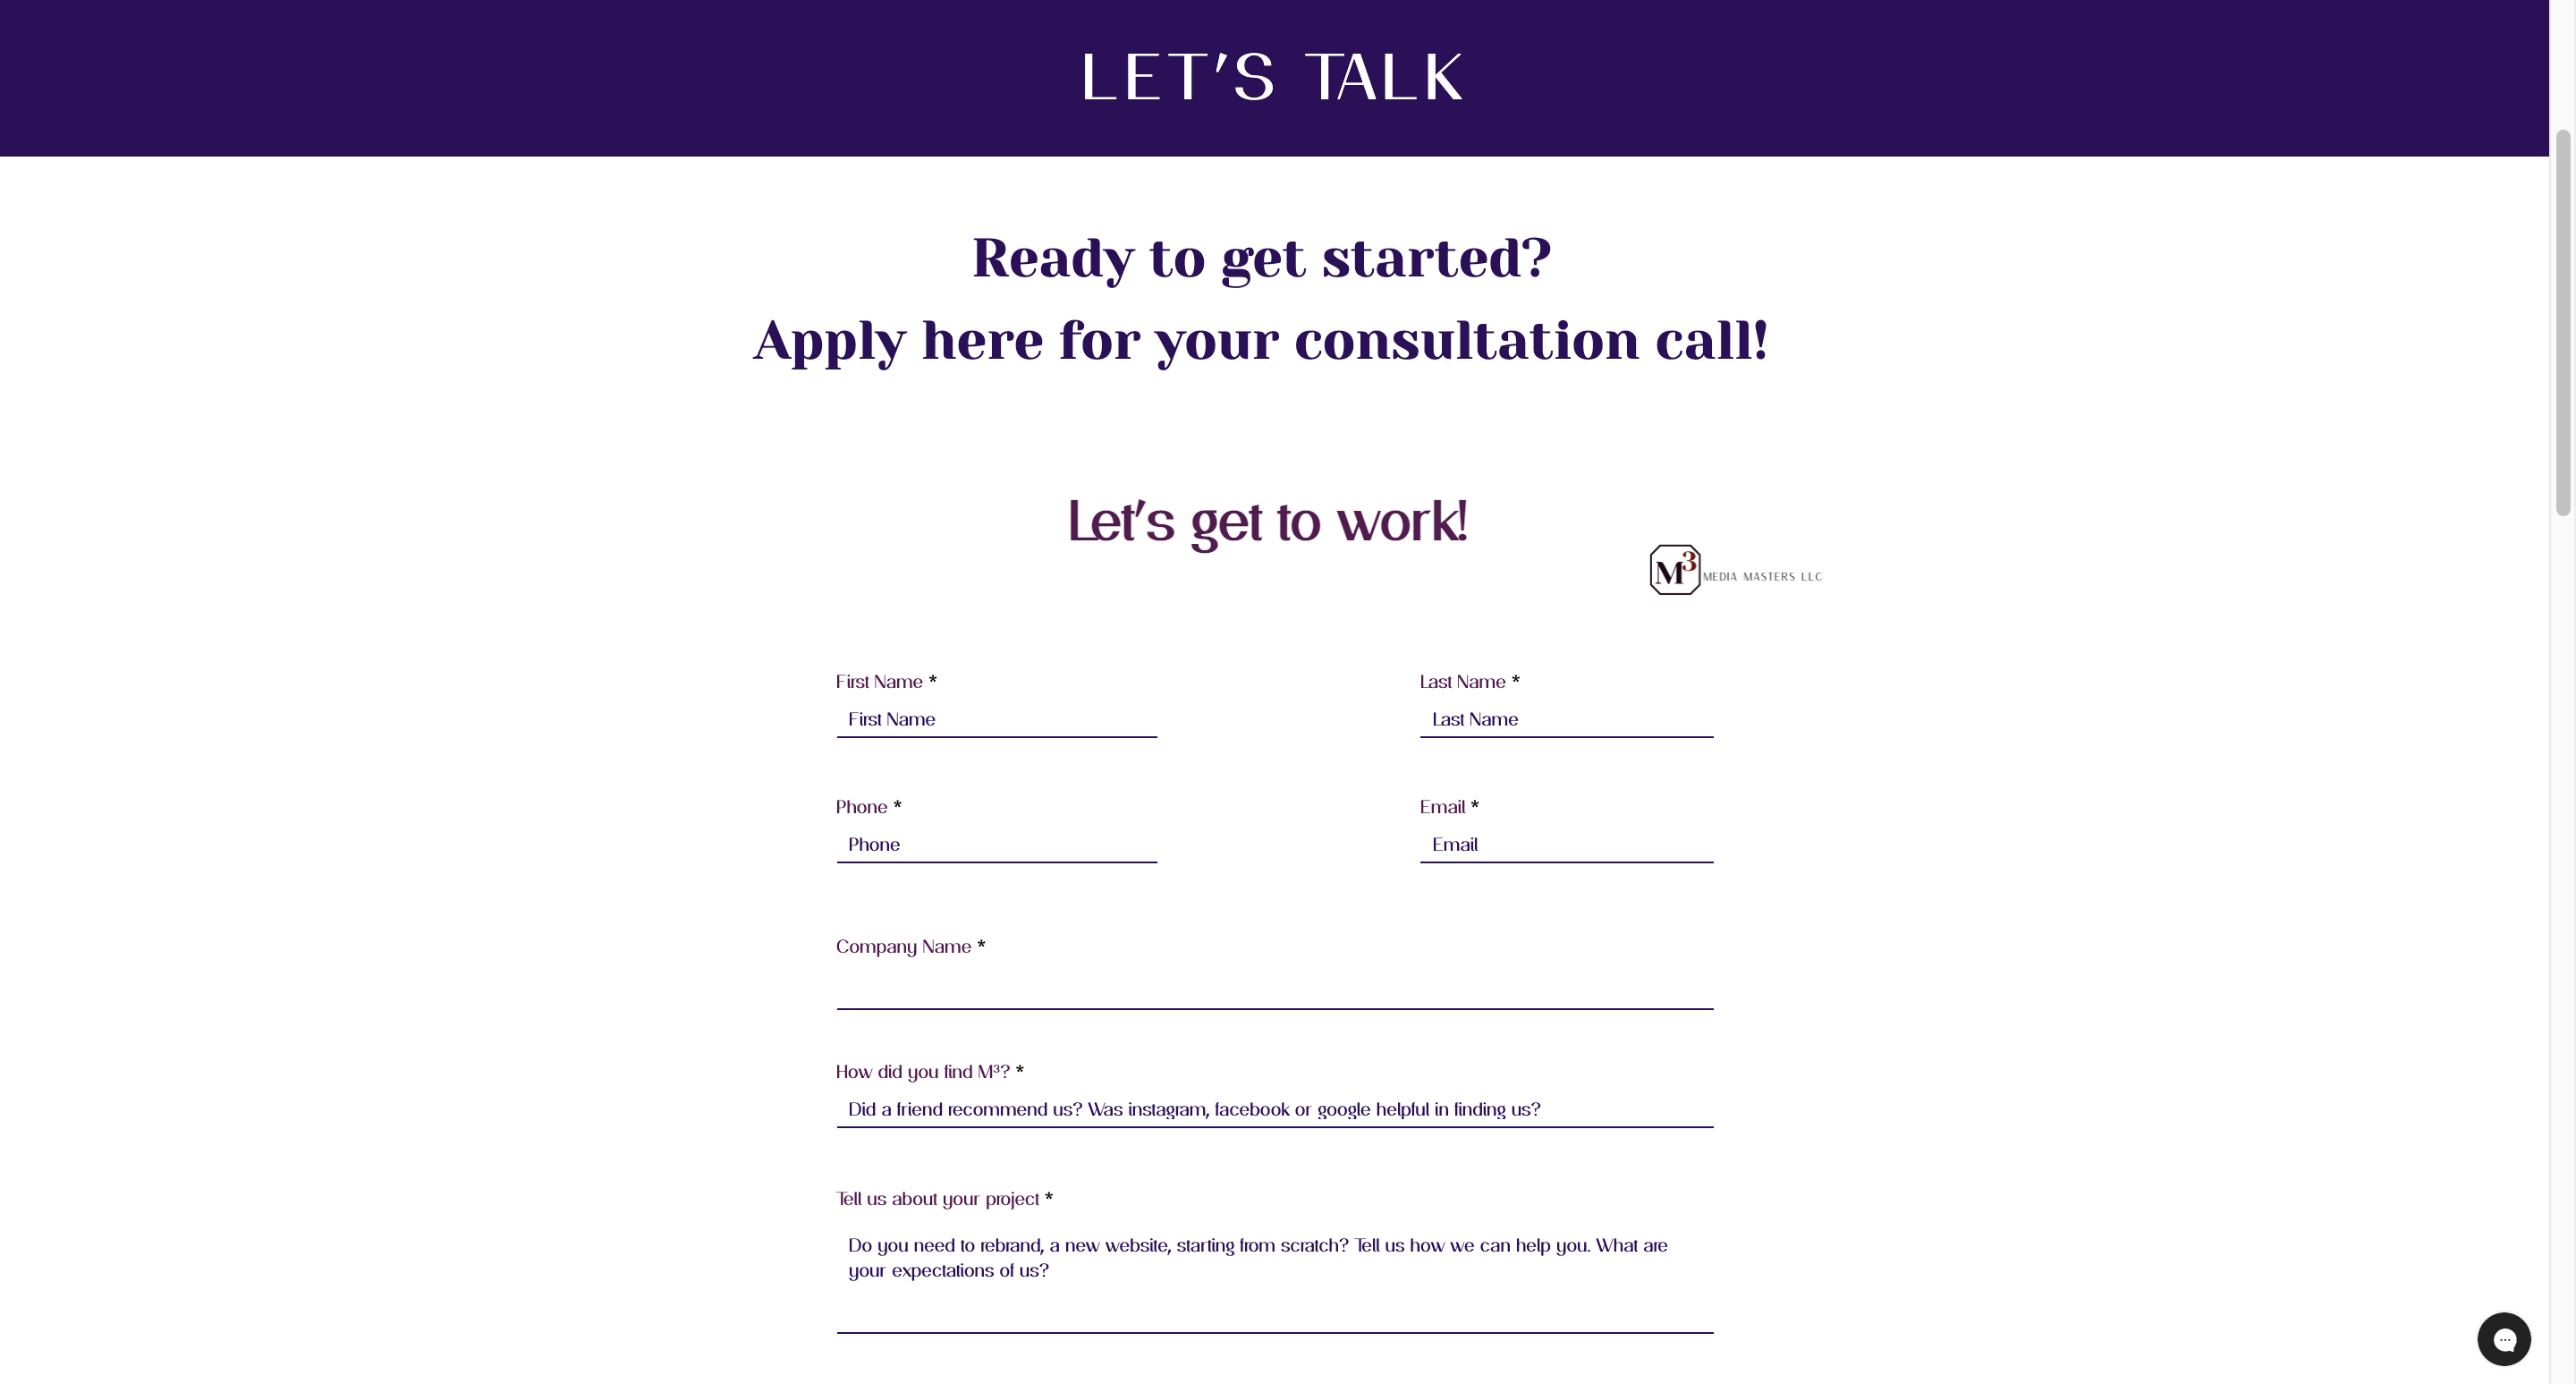 LET'S TALK
Ready to get started?
Apply here for your consultation call!
Let's get to work!
M³ MEDIA MASTERS LLC
First Name *
First Name
Last Name *
Last Name
Phone *
Phone
Email *
Email
Company Name *
How did you find M³? *
Did a friend recommend us? Was instagram, facebook or google helpful in finding us?
Tell us about your project *
Do you need to rebrand, a new website, starting from scratch? Tell us how we can help you. What are
your expectations of us?